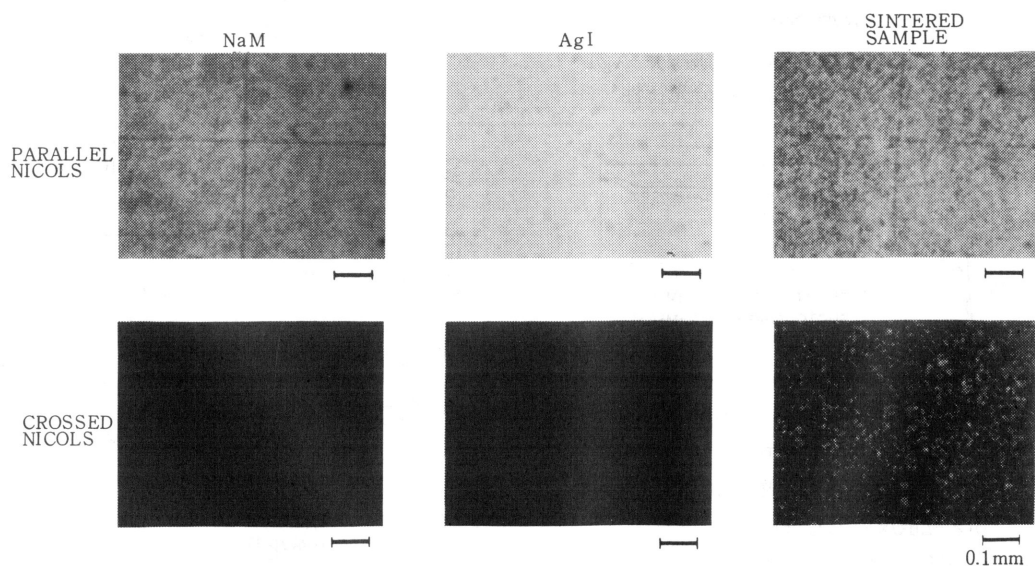 NaM
AgI
SINTERED
SAMPLE
PARALLEL
NICOLS
CROSSED
NICOLS
0.1mm